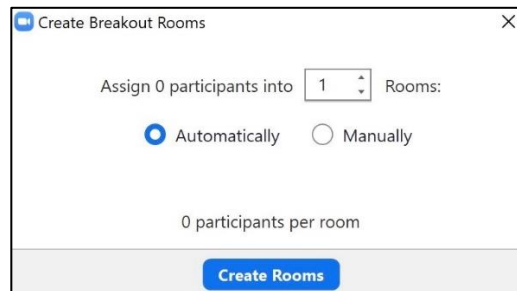 Create Breakout Rooms
Assign 0 participants into 1 Rooms:
Automatically Manually
0 participants per room
Create Rooms